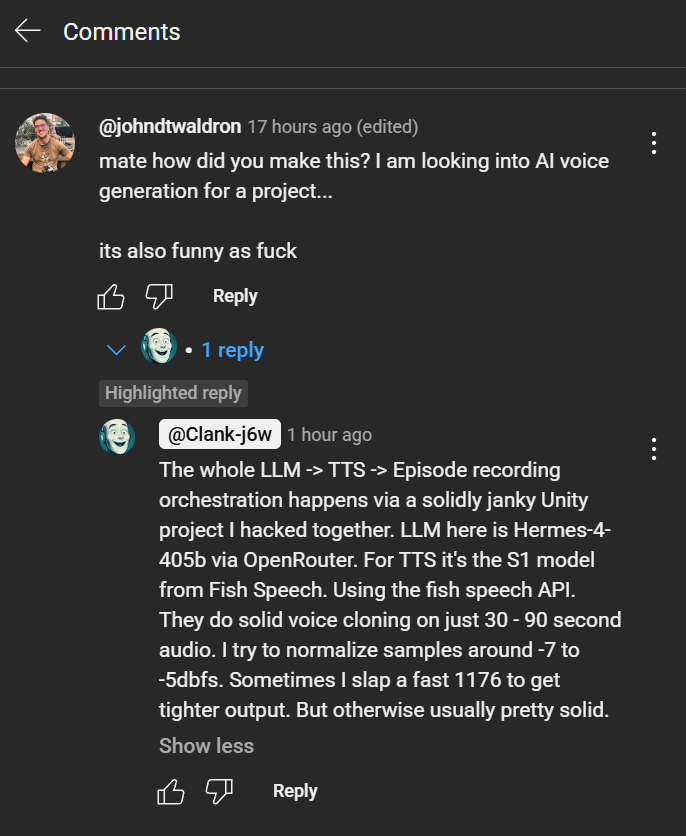 Comments
@johndtwaldron 17 hours ago (edited)
mate how did you make this? I am looking into AI voice
generation for a project...
its also funny as fuck
Reply
• 1 reply
Highlighted reply
@Clank-j6w 1 hour ago
The whole LLM -> TTS -> Episode recording
orchestration happens via a solidly janky Unity
project I hacked together. LLM here is Hermes-4-
405b via OpenRouter. For TTS it's the S1 model
from Fish Speech. Using the fish speech API.
They do solid voice cloning on just 30 - 90 second
audio. I try to normalize samples around -7 to
-5dbfs. Sometimes I slap a fast 1176 to get
tighter output. But otherwise usually pretty solid.
Show less
Reply